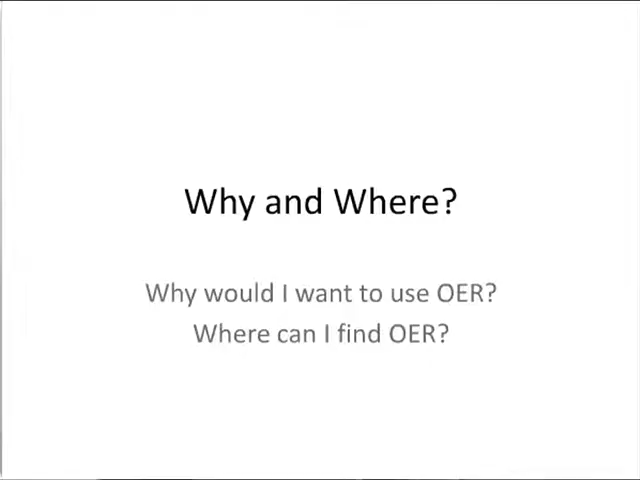 Why and Where?
Why would I want to use OER?
Where can I find OER?